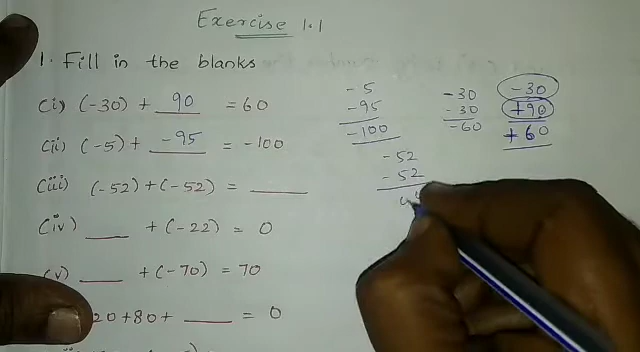 Exercise 1.1
1. Fill in the blanks
(i) (-30) + 90 = 60
(ii) (-5) + -95 = -100
(iii) (-52) + (-52) = ____
(iv) ____ + (-22) = 0
(v) ____ + (-70) = 70
20 + 80 + ____ = 0
-5
-95
-100
-30
-30
-60
-30
+90
+60
-52
-52